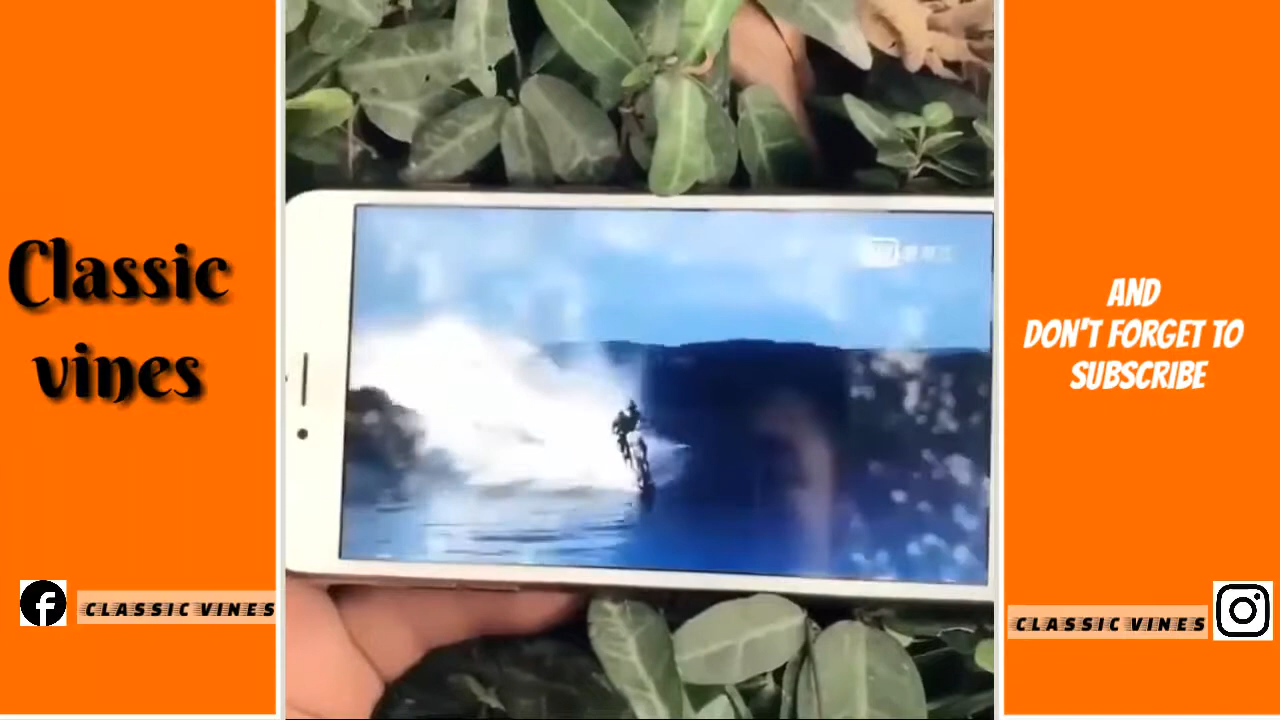 Classic
vines
AND
DON'T FORGET TO
SUBSCRIBE
CLASSIC VINES
CLASSIC VINES